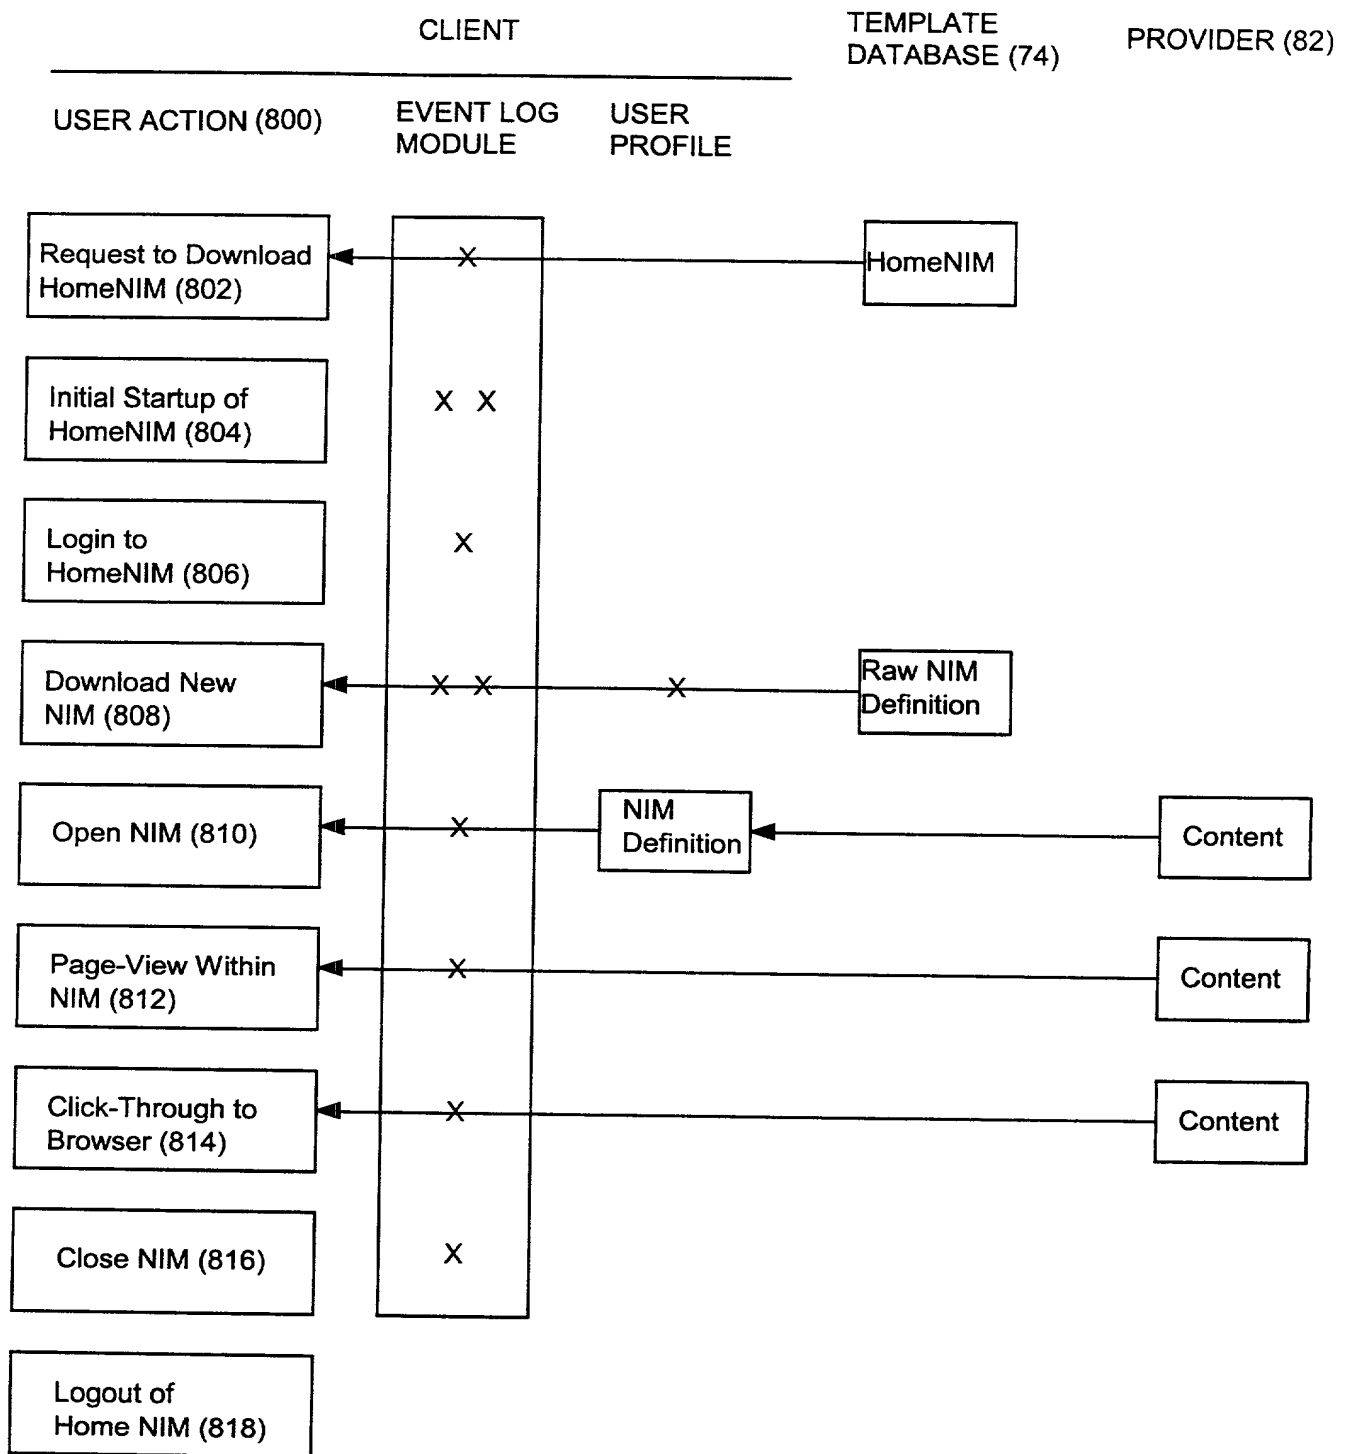 CLIENT
TEMPLATE
DATABASE (74)
PROVIDER (82)
USER ACTION (800)
EVENT LOG
MODULE
USER
PROFILE
Request to Download
HomeNIM (802)
X
HomeNIM
Initial Startup of
HomeNIM (804)
X X
Login to
HomeNIM (806)
X
Download New
NIM (808)
X X
X
Raw NIM
Definition
Open NIM (810)
X
NIM
Definition
Content
Page-View Within
NIM (812)
X
Content
Click-Through to
Browser (814)
X
Content
Close NIM (816)
X
Logout of
Home NIM (818)